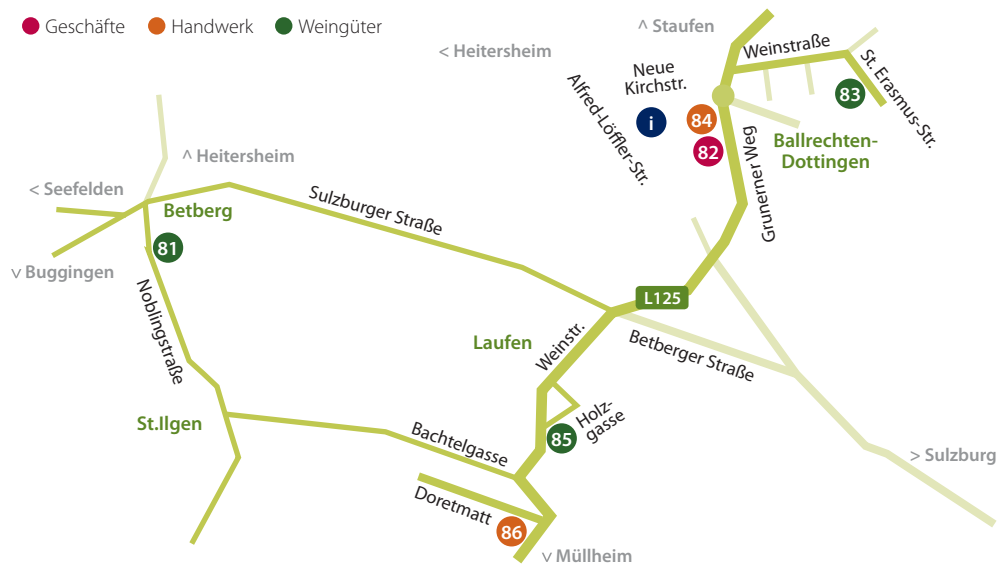 Geschäfte
Handwerk
Weingüter
˄ Staufen
< Heitersheim
Weinstraße
Neue
Kirchstr.
St. Erasmus-Str.
Alfred-Löffler-Str.
83
i
84
82
Grunerner Weg
Ballrechten-
Dottingen
˄ Heitersheim
< Seefelden
Betberg
Sulzburger Straße
81
˅ Buggingen
Noblingstraße
L125
Laufen
Weinstr.
Betberger Straße
St.Ilgen
Holz-
gasse
85
Bachtelgasse
> Sulzburg
Doretmatt
86
˅ Müllheim